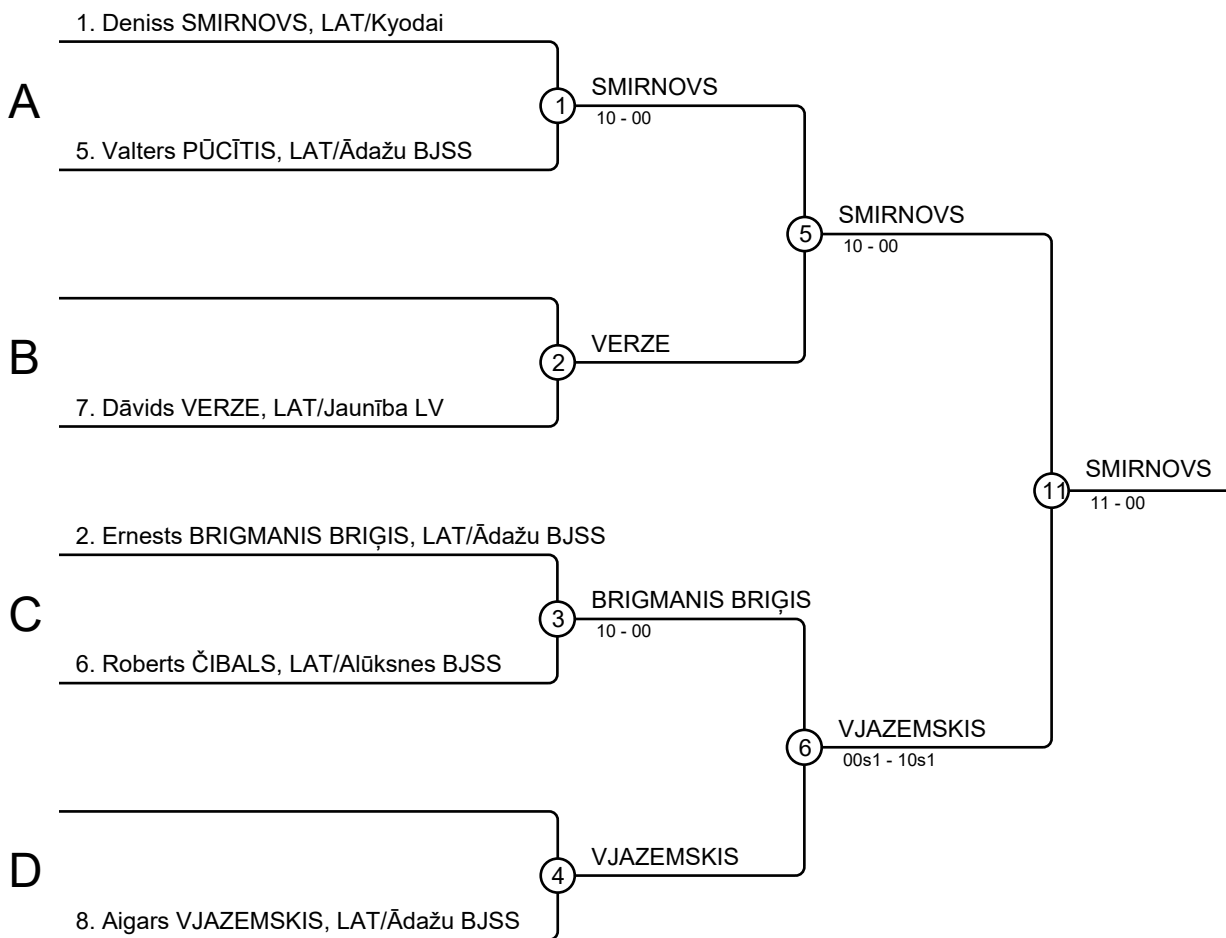 1. Deniss SMIRNOVS, LAT/Kyodai
A
1
SMIRNOVS
10 - 00
5. Valters PŪCĪTIS, LAT/Ādažu BJSS
5
SMIRNOVS
10 - 00
B
2
VERZE
7. Dāvids VERZE, LAT/Jaunība LV
11
SMIRNOVS
11 - 00
2. Ernests BRIGMANIS BRIĢIS, LAT/Ādažu BJSS
C
3
BRIGMANIS BRIĢIS
10 - 00
6. Roberts ČIBALS, LAT/Alūksnes BJSS
6
VJAZEMSKIS
00s1 - 10s1
D
4
VJAZEMSKIS
8. Aigars VJAZEMSKIS, LAT/Ādažu BJSS